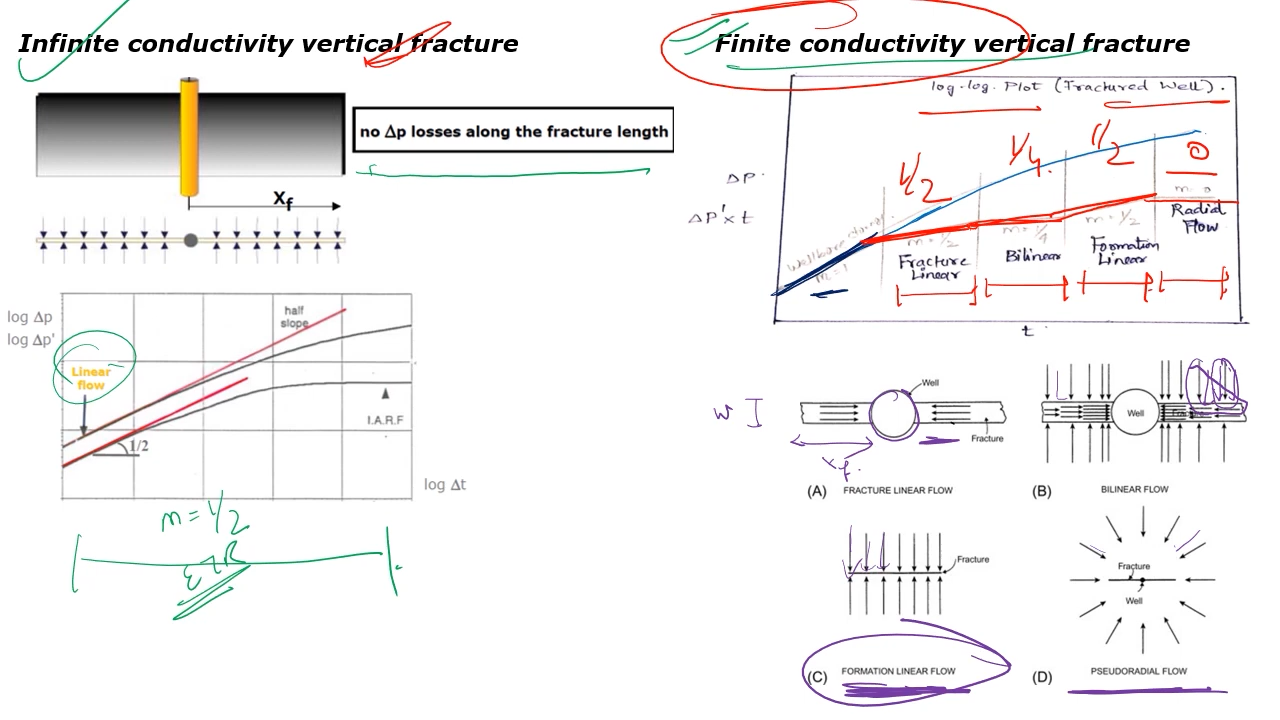 Infinite conductivity vertical fracture
no Δp losses along the fracture length
Xf
log Δp
log Δp'
half
slope
Linear
flow
1/2
I.A.R.F
log Δt
m = 1/2
ETR
Finite conductivity vertical fracture
log-log. Plot (Fractured Well).
ΔP
ΔP' x t
1/2
1/4
1/2
0
Wellbore storage
m = 1
m = 1/2
m = 1/4
m = 1/2
m = 0
Fracture
Linear
Bilinear
Formation
Linear
Radial
Flow
t
Well
W
Fracture
Xf
(A) FRACTURE LINEAR FLOW
Well
Fracture
(B) BILINEAR FLOW
Fracture
(C) FORMATION LINEAR FLOW
Fracture
Well
(D) PSEUDORADIAL FLOW